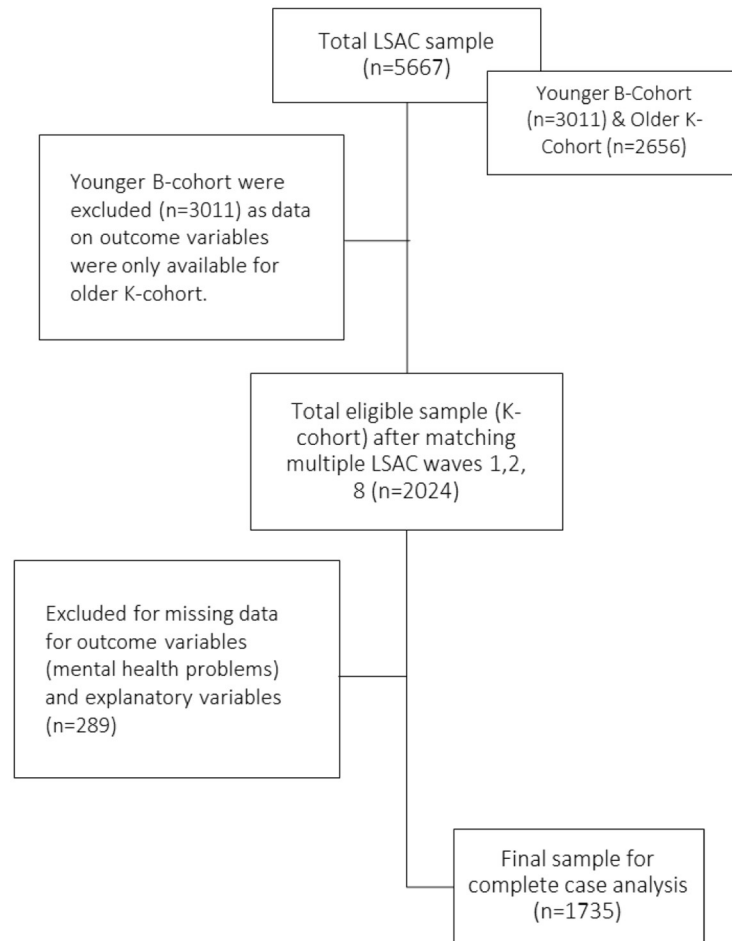 Total LSAC sample
(n=5667)
Younger B-Cohort
(n=3011) & Older K-
Cohort (n=2656)
Younger B-cohort were
excluded (n=3011) as data
on outcome variables
were only available for
older K-cohort.
Total eligible sample (K-
cohort) after matching
multiple LSAC waves 1,2,
8 (n=2024)
Excluded for missing data
for outcome variables
(mental health problems)
and explanatory variables
(n=289)
Final sample for
complete case analysis
(n=1735)